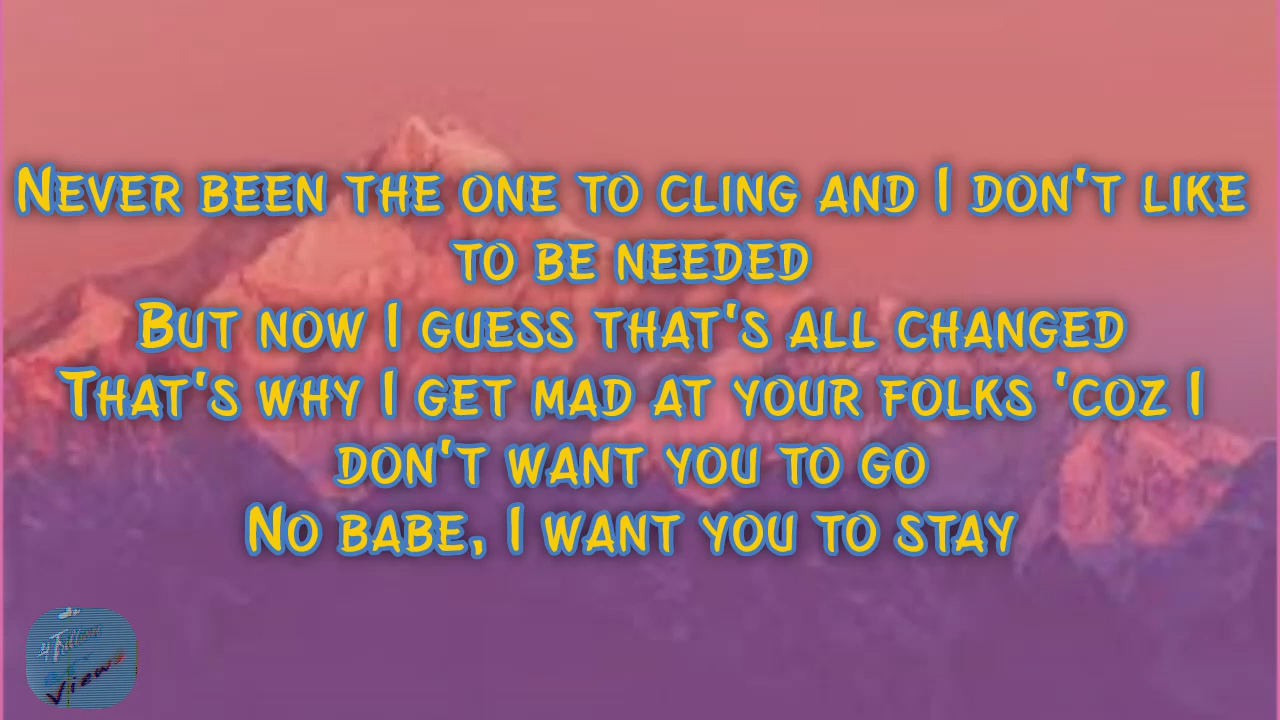 Never been the one to cling and I don't like
to be needed
But now I guess that's all changed
That's why I get mad at your folks 'coz I
don't want you to go
No babe, I want you to stay